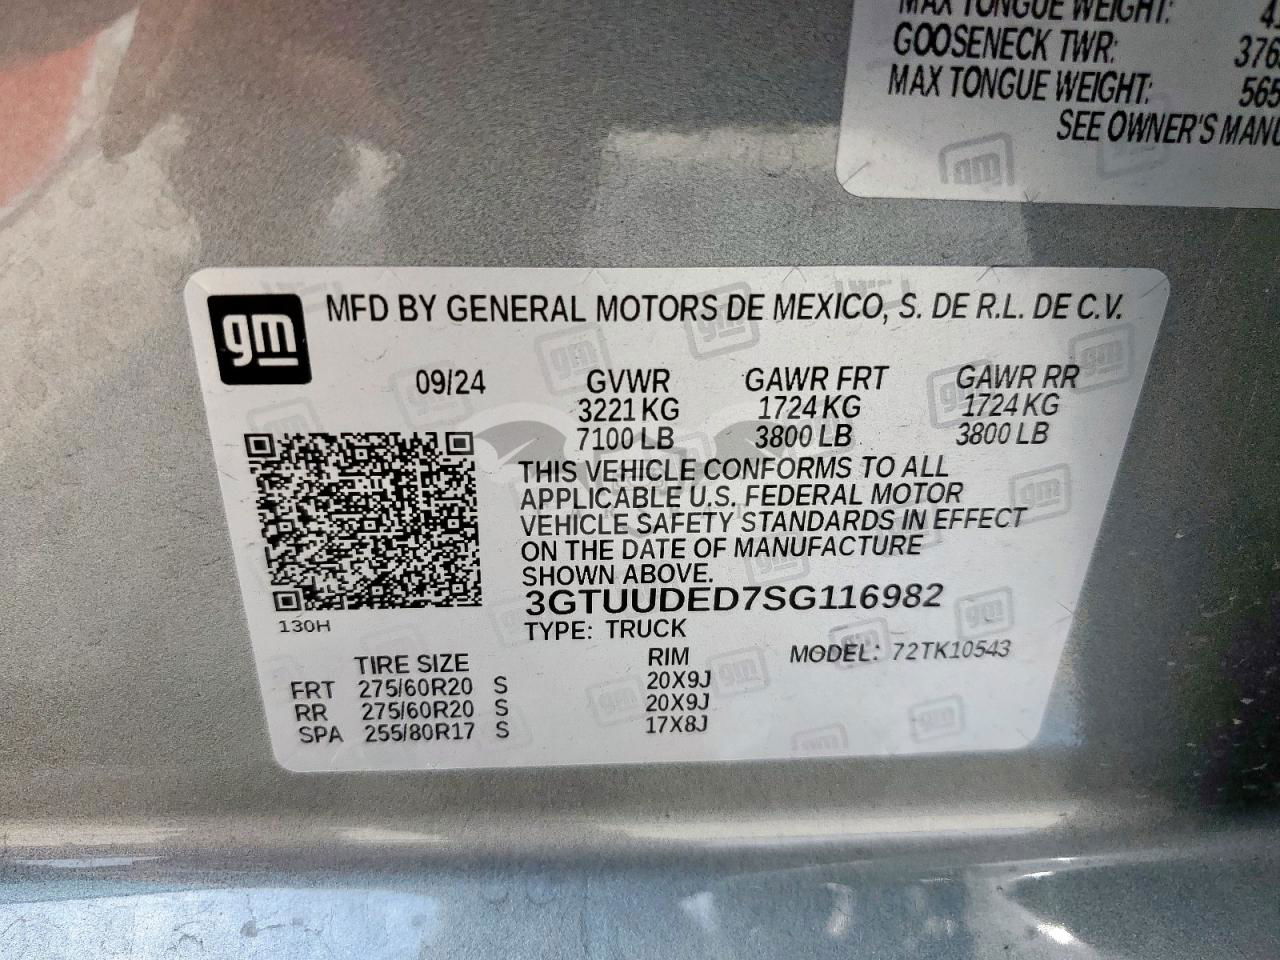 MAX TONGUE WEIGHT:
GOOSENECK TWR: 376
MAX TONGUE WEIGHT: 565
SEE OWNER'S
gm
gm MFD BY GENERAL MOTORS DE MEXICO, S. DE R.L. DE C.V.
09/24 GVWR GAWR FRT GAWR RR
3221 KG 1724 KG 1724 KG
7100 LB 3800 LB 3800 LB
THIS VEHICLE CONFORMS TO ALL
APPLICABLE U.S. FEDERAL MOTOR
VEHICLE SAFETY STANDARDS IN EFFECT
ON THE DATE OF MANUFACTURE
SHOWN ABOVE.
3GTUUDED7SG116982
130H
TYPE: TRUCK
MODEL: 72TK10543
TIRE SIZE RIM
FRT 275/60R20 S 20X9J
RR 275/60R20 S 20X9J
SPA 255/80R17 S 17X8J